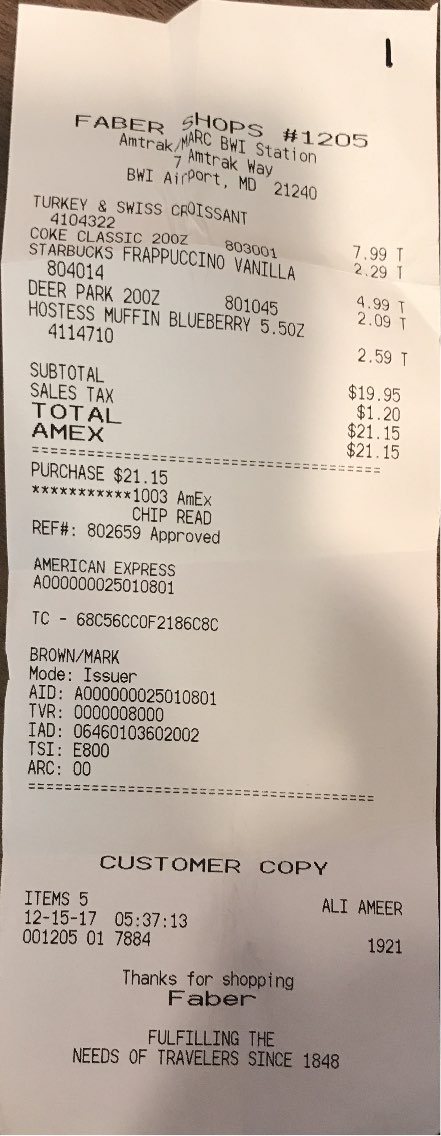 1
FABER SHOPS #1205
Amtrak/MARC BWI Station
7 Amtrak Way
BWI Airport, MD 21240
TURKEY & SWISS CROISSANT
4104322 7.99 T
COKE CLASSIC 20OZ 803001 2.29 T
STARBUCKS FRAPPUCCINO VANILLA
804014 4.99 T
DEER PARK 20OZ 801045 2.09 T
HOSTESS MUFFIN BLUEBERRY 5.5OZ
4114710 2.59 T
SUBTOTAL $19.95
SALES TAX $1.20
TOTAL $21.15
AMEX $21.15
========================================
PURCHASE $21.15
***********1003 AmEx
CHIP READ
REF#: 802659 Approved
AMERICAN EXPRESS
A000000025010801
TC - 68C56CC0F2186C8C
BROWN/MARK
Mode: Issuer
AID: A000000025010801
TVR: 0000008000
IAD: 06460103602002
TSI: E800
ARC: 00
========================================
CUSTOMER COPY
ITEMS 5 ALI AMEER
12-15-17 05:37:13
001205 01 7884 1921
Thanks for shopping
Faber
FULFILLING THE
NEEDS OF TRAVELERS SINCE 1848